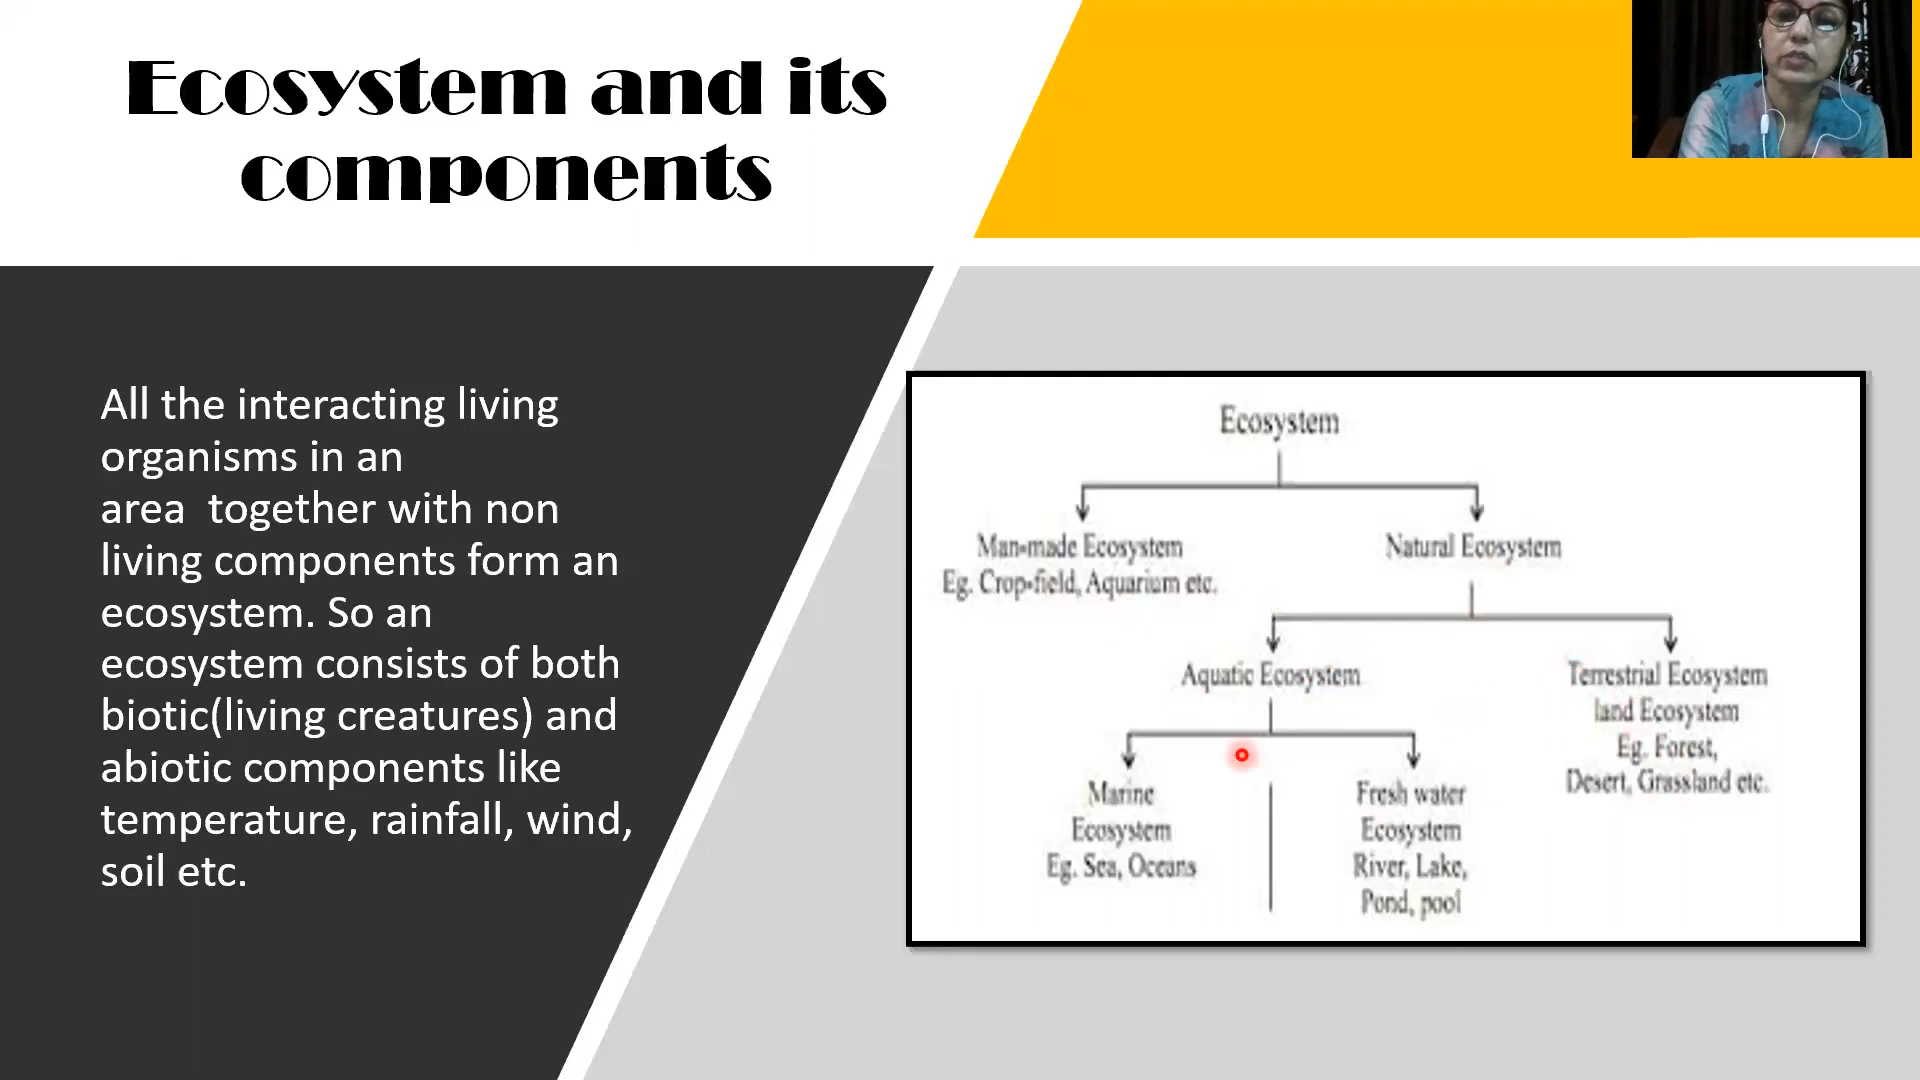 Ecosystem and its
components
All the interacting living
organisms in an
area  together with non
living components form an
ecosystem. So an
ecosystem consists of both
biotic(living creatures) and
abiotic components like
temperature, rainfall, wind,
soil etc.
Ecosystem
Man-made Ecosystem
Eg. Crop-field, Aquarium etc.
Natural Ecosystem
Aquatic Ecosystem
Terrestrial Ecosystem
land Ecosystem
Eg. Forest,
Desert, Grassland etc.
Marine
Ecosystem
Eg. Sea, Oceans
Fresh water
Ecosystem
River, Lake,
Pond, pool